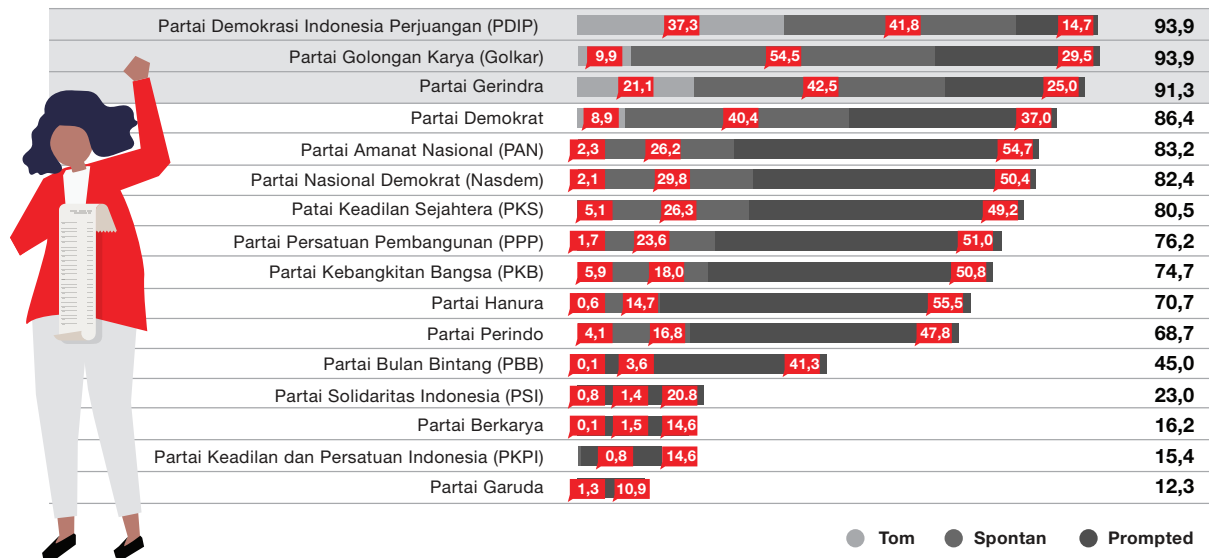 Partai Demokrasi Indonesia Perjuangan (PDIP) 37,3 41,8 14,7 93,9
Partai Golongan Karya (Golkar) 9,9 54,5 29,5 93,9
Partai Gerindra 21,1 42,5 25,0 91,3
Partai Demokrat 8,9 40,4 37,0 86,4
Partai Amanat Nasional (PAN) 2,3 26,2 54,7 83,2
Partai Nasional Demokrat (Nasdem) 2,1 29,8 50,4 82,4
Patai Keadilan Sejahtera (PKS) 5,1 26,3 49,2 80,5
Partai Persatuan Pembangunan (PPP) 1,7 23,6 51,0 76,2
Partai Kebangkitan Bangsa (PKB) 5,9 18,0 50,8 74,7
Partai Hanura 0,6 14,7 55,5 70,7
Partai Perindo 4,1 16,8 47,8 68,7
Partai Bulan Bintang (PBB) 0,1 3,6 41,3 45,0
Partai Solidaritas Indonesia (PSI) 0,8 1,4 20.8 23,0
Partai Berkarya 0,1 1,5 14,6 16,2
Partai Keadilan dan Persatuan Indonesia (PKPI) 0,8 14,6 15,4
Partai Garuda 1,3 10,9 12,3
Tom Spontan Prompted